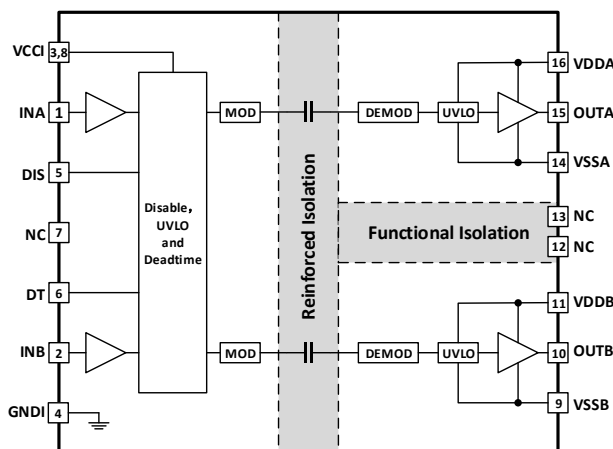 VCCI 3,8
INA 1
DIS 5
NC 7
DT 6
INB 2
GNDI 4
Disable,
UVLO
and
Deadtime
MOD
MOD
Reinforced Isolation
DEMOD
UVLO
Functional Isolation
DEMOD
UVLO
16 VDDA
15 OUTA
14 VSSA
13 NC
12 NC
11 VDDB
10 OUTB
9 VSSB